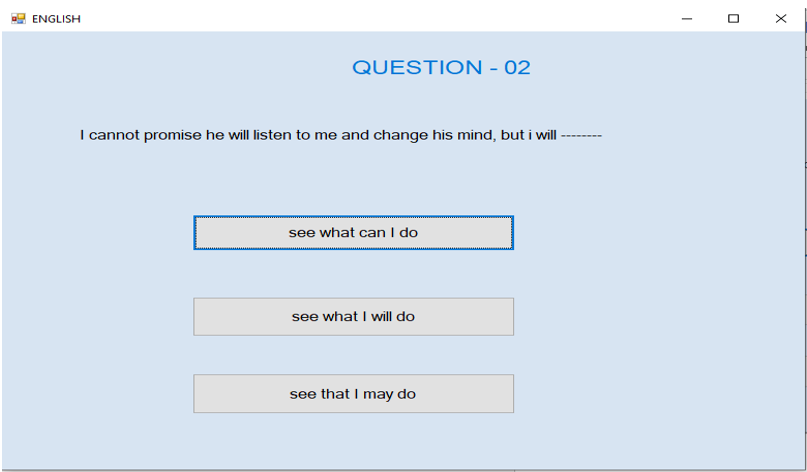 ENGLISH
QUESTION - 02
I cannot promise he will listen to me and change his mind, but i will --------
see what can I do
see what I will do
see that I may do